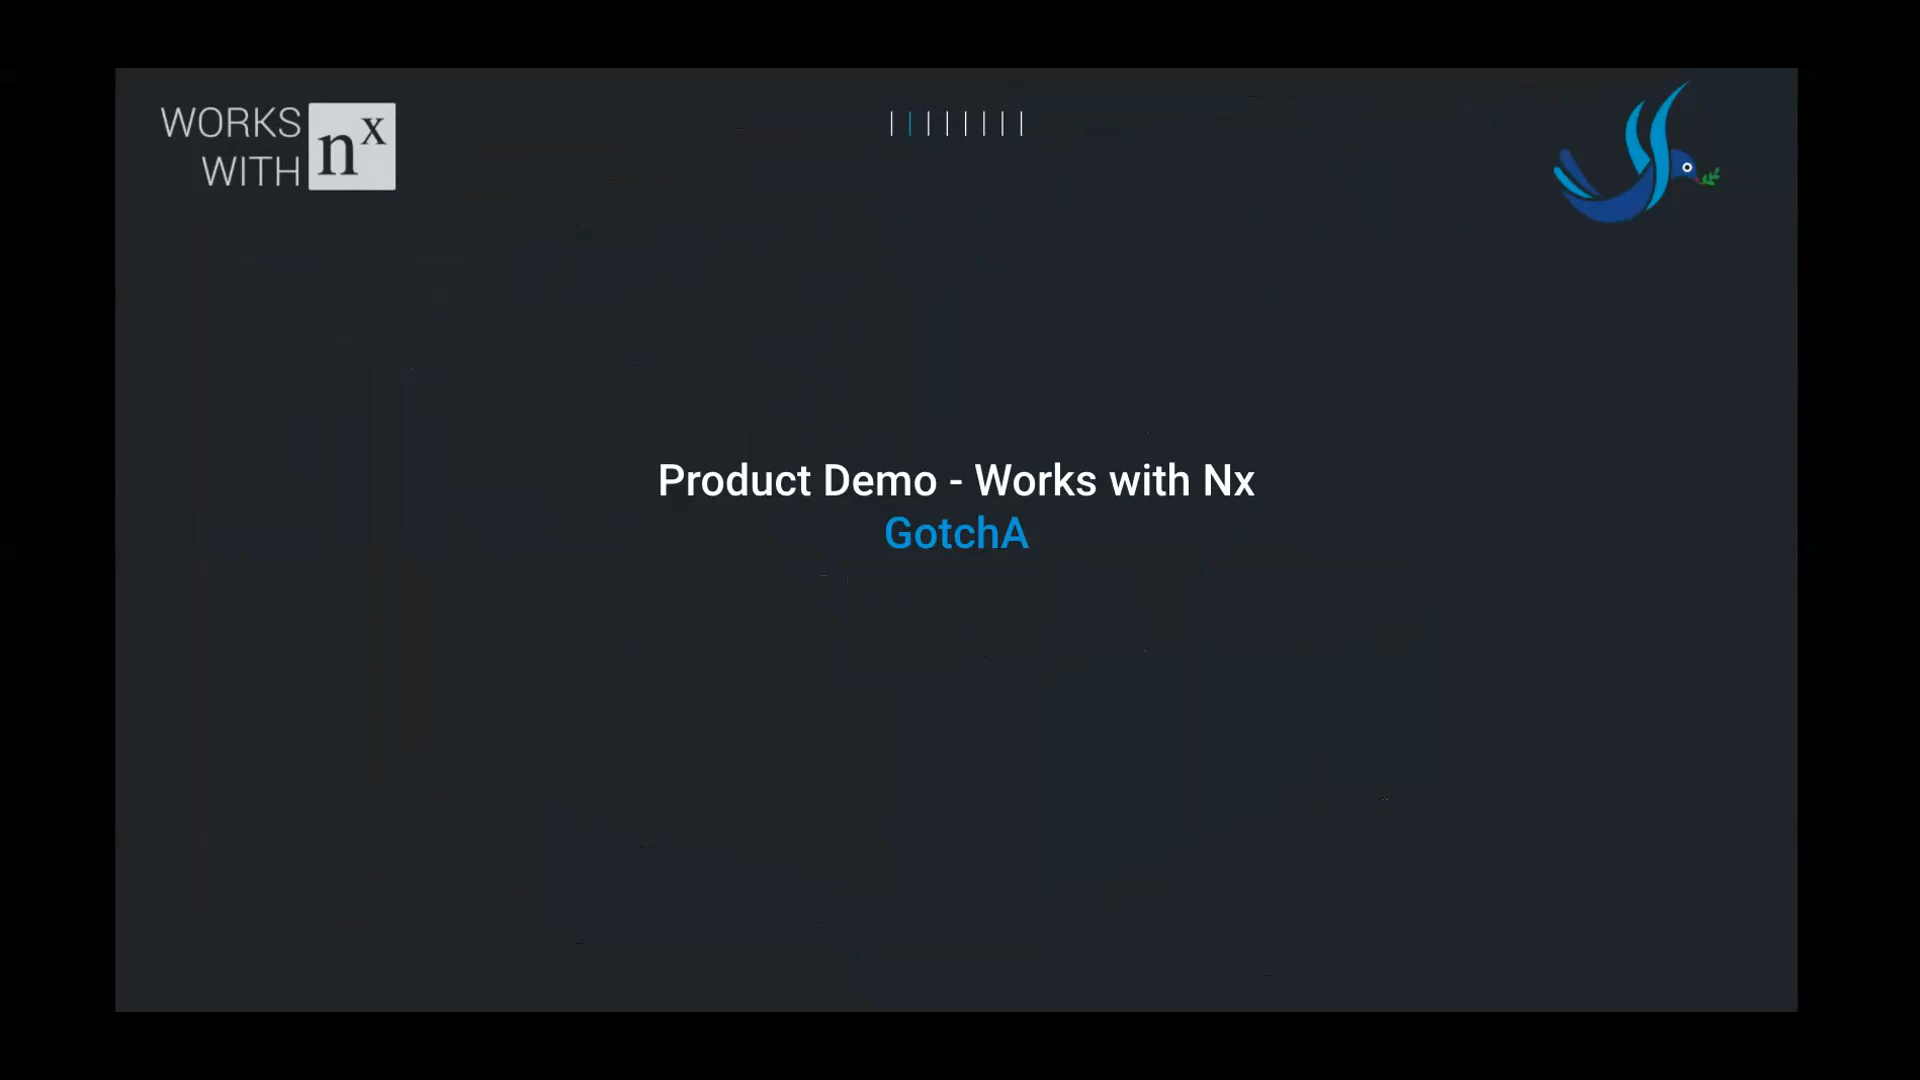 WORKS
WITH
nx
Product Demo - Works with Nx
GotchA